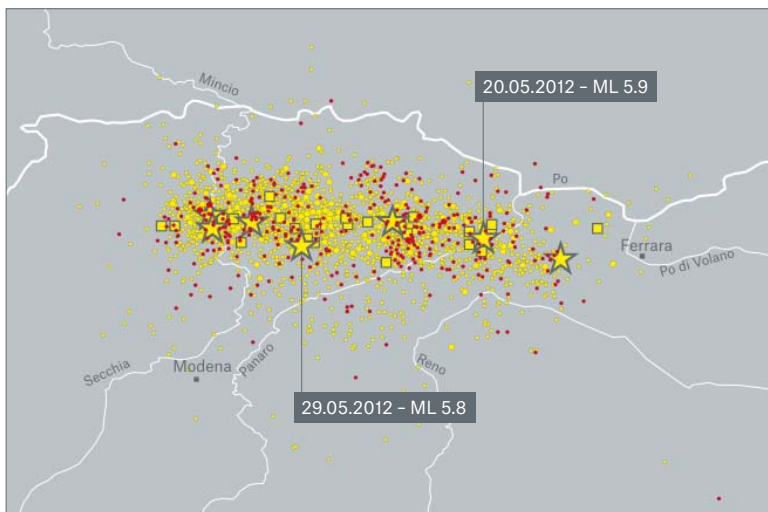 Mincio
20.05.2012 – ML 5.9
Po
Ferrara
Po di Volano
Secchia
Modena
Panaro
Reno
29.05.2012 – ML 5.8